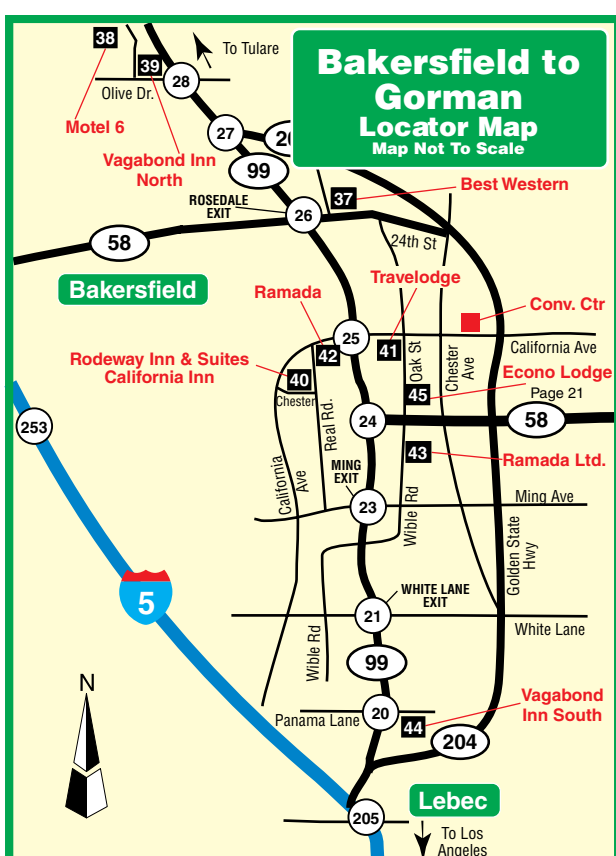 Bakersfield to
Gorman
Locator Map
Map Not To Scale
38
39
To Tulare
28
Olive Dr.
Motel 6
27
Vagabond Inn
North
99
37
Best Western
ROSEDALE
EXIT
26
58
24th St
Bakersfield
Travelodge
Ramada
Conv. Ctr
25
42
41
Oak St
Chester
Ave
California Ave
Rodeway Inn & Suites
California Inn
40
Chester
Real Rd.
45
Econo Lodge
Page 21
253
24
58
43
Ramada Ltd.
California
Ave
MING
EXIT
23
Wible Rd
Ming Ave
Golden State
Hwy
5
WHITE LANE
EXIT
21
White Lane
Wible Rd
99
N
20
Panama Lane
44
Vagabond
Inn South
204
Lebec
205
To Los
Angeles